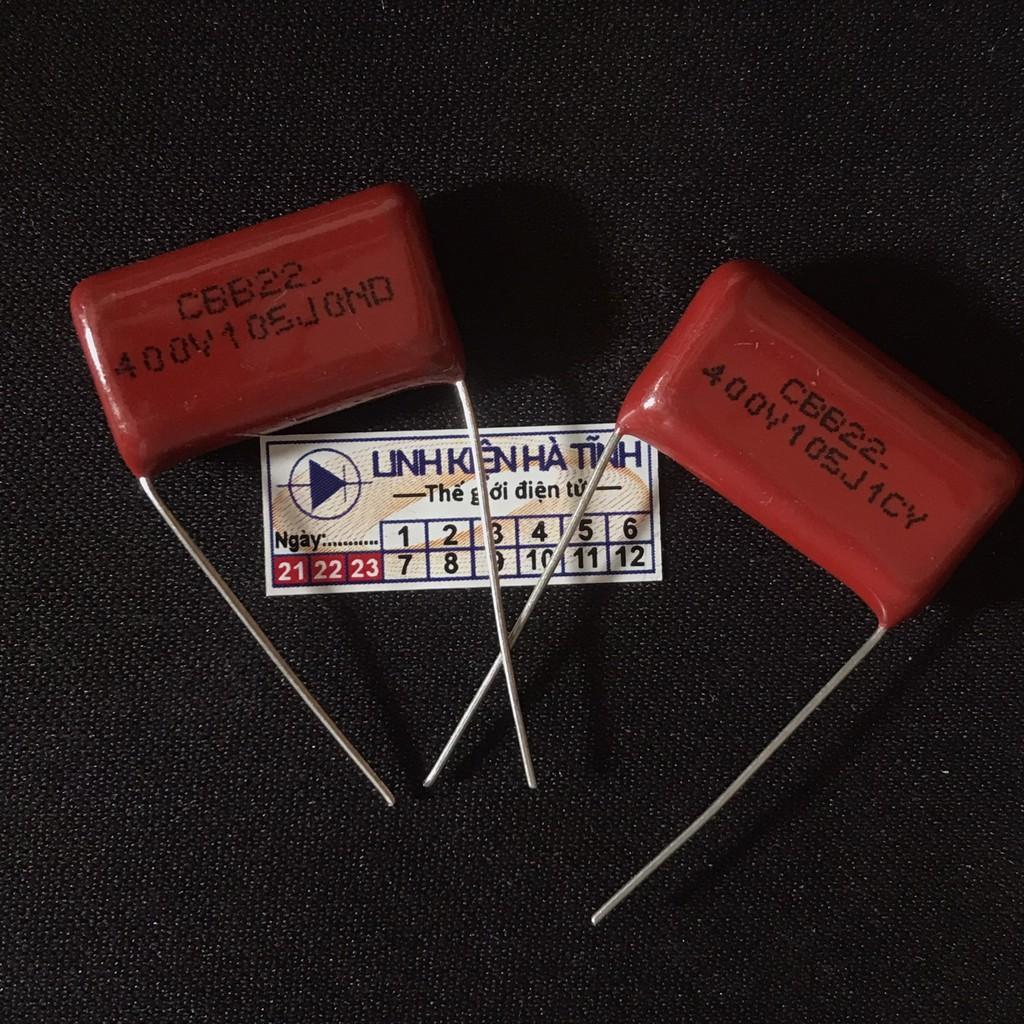 CBB22.
400V105J0MD
CBB22.
400V105J1CY
LINH KIỆN HÀ TĨNH
Thế giới điện tử
Ngày:...........
1 2 3 4 5 6
21 22 23 7 8 9 10 11 12